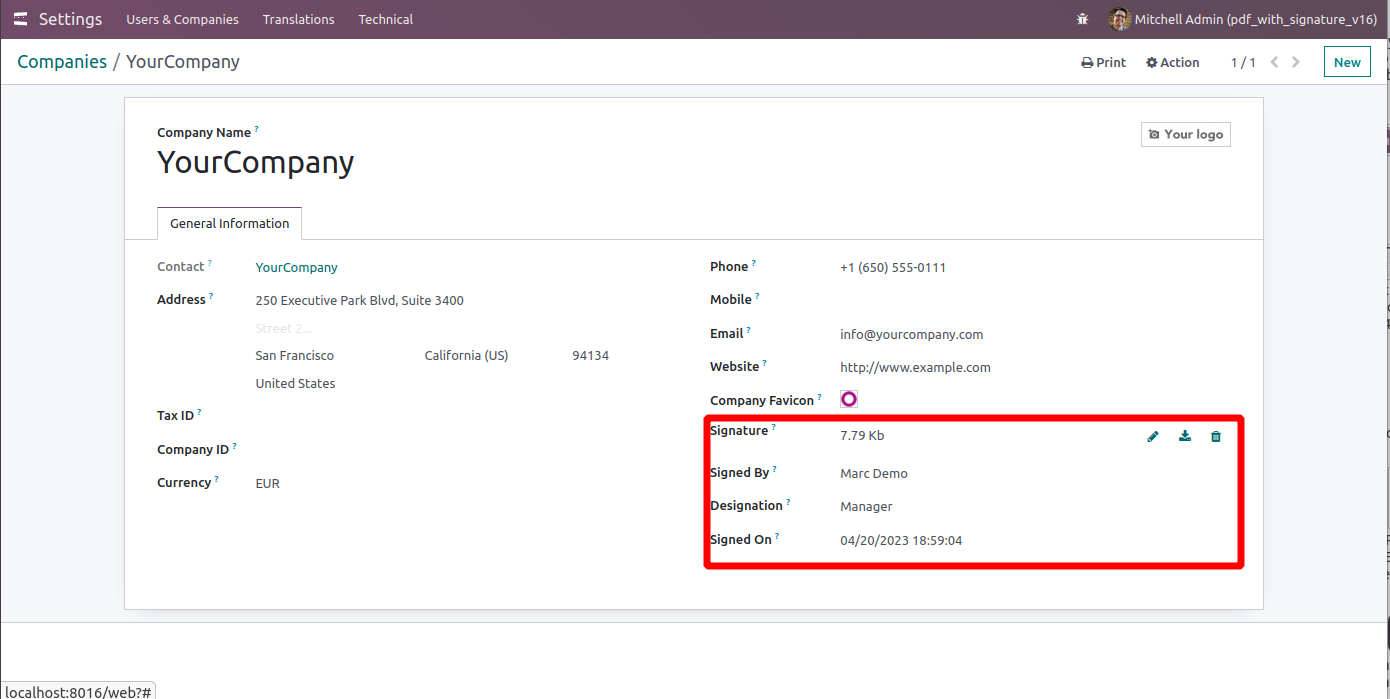 Settings Users & Companies Translations Technical Mitchell Admin (pdf_with_signature_v16)
Companies / YourCompany Print Action 1 / 1 New
Company Name ?
YourCompany
Your logo
General Information
Contact ? YourCompany
Address ? 250 Executive Park Blvd, Suite 3400
Street 2...
San Francisco California (US) 94134
United States
Tax ID ?
Company ID ?
Currency ? EUR
Phone ? +1 (650) 555-0111
Mobile ?
Email ? info@yourcompany.com
Website ? http://www.example.com
Company Favicon ?
Signature ? 7.79 Kb
Signed By ? Marc Demo
Designation ? Manager
Signed On ? 04/20/2023 18:59:04
localhost:8016/web?#